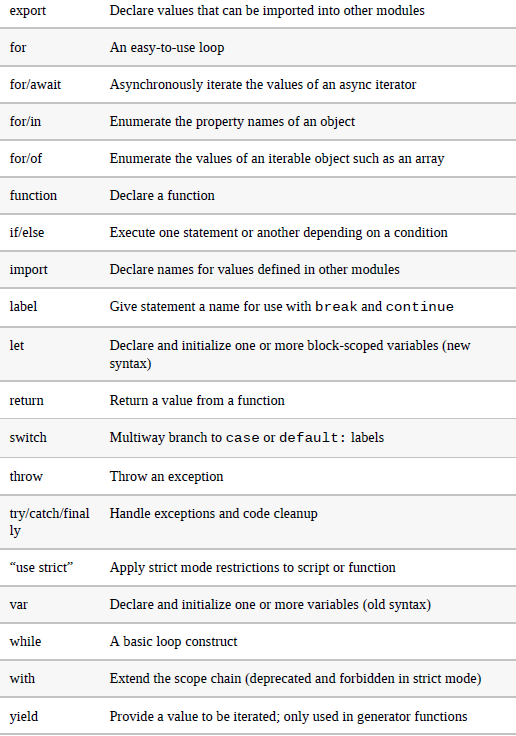 export Declare values that can be imported into other modules
for An easy-to-use loop
for/await Asynchronously iterate the values of an async iterator
for/in Enumerate the property names of an object
for/of Enumerate the values of an iterable object such as an array
function Declare a function
if/else Execute one statement or another depending on a condition
import Declare names for values defined in other modules
label Give statement a name for use with break and continue
let Declare and initialize one or more block-scoped variables (new
syntax)
return Return a value from a function
switch Multiway branch to case or default: labels
throw Throw an exception
try/catch/final Handle exceptions and code cleanup
ly
“use strict” Apply strict mode restrictions to script or function
var Declare and initialize one or more variables (old syntax)
while A basic loop construct
with Extend the scope chain (deprecated and forbidden in strict mode)
yield Provide a value to be iterated; only used in generator functions